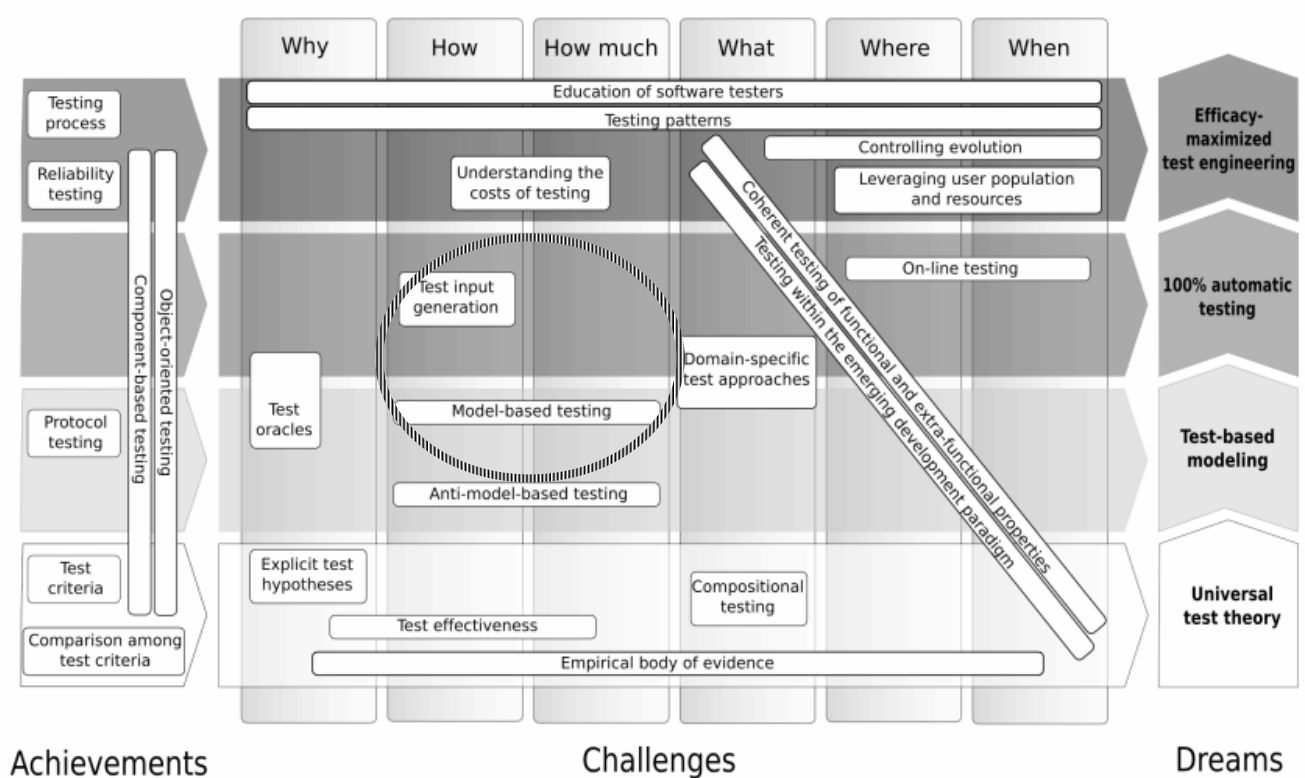 Why
How
How much
What
Where
When
Testing
process
Reliability
testing
Component-based testing
Object-oriented testing
Protocol
testing
Test
criteria
Comparison among
test criteria
Education of software testers
Testing patterns
Controlling evolution
Understanding the
costs of testing
Leveraging user population
and resources
Coherent testing of functional and extra-functional properties
Testing within the emerging development paradigm
Test input
generation
On-line testing
Domain-specific
test approaches
Test
oracles
Model-based testing
Anti-model-based testing
Explicit test
hypotheses
Compositional
testing
Test effectiveness
Empirical body of evidence
Efficacy-
maximized
test engineering
100% automatic
testing
Test-based
modeling
Universal
test theory
Achievements
Challenges
Dreams